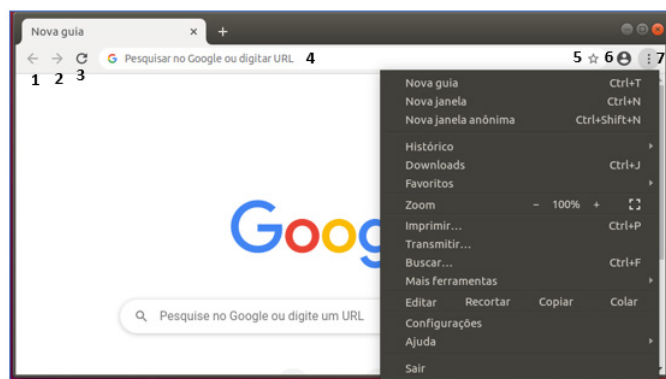 Nova guia × +
G Pesquisar no Google ou digitar URL 4 5 6 7
1 2 3
Nova guia Ctrl+T
Nova janela Ctrl+N
Nova janela anônima Ctrl+Shift+N
Histórico
Downloads Ctrl+J
Favoritos
Zoom - 100% +
Imprimir... Ctrl+P
Transmitir...
Buscar... Ctrl+F
Mais ferramentas
Editar Recortar Copiar Colar
Configurações
Ajuda
Sair
Goog
Pesquise no Google ou digite um URL